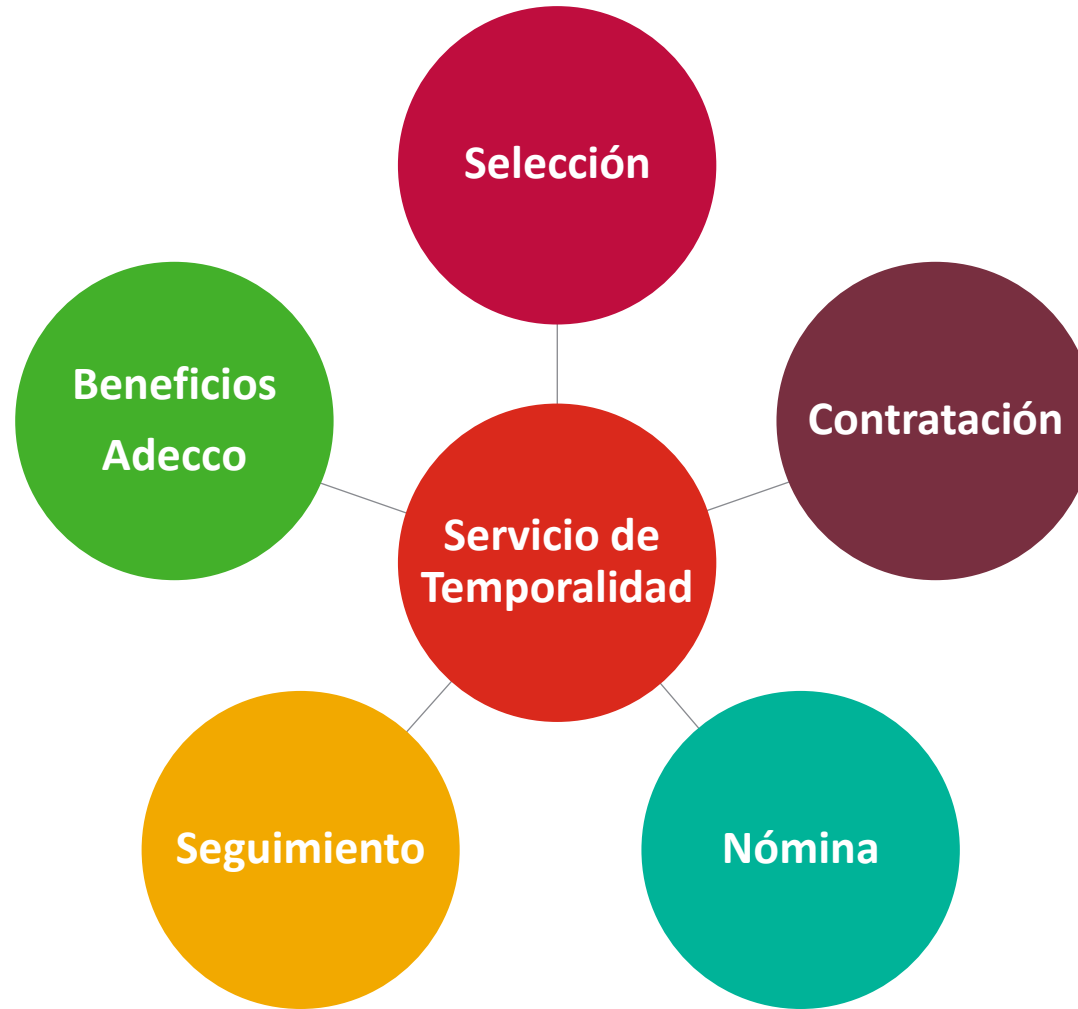 Selección
Beneficios
Adecco
Contratación
Servicio de
Temporalidad
Seguimiento
Nómina